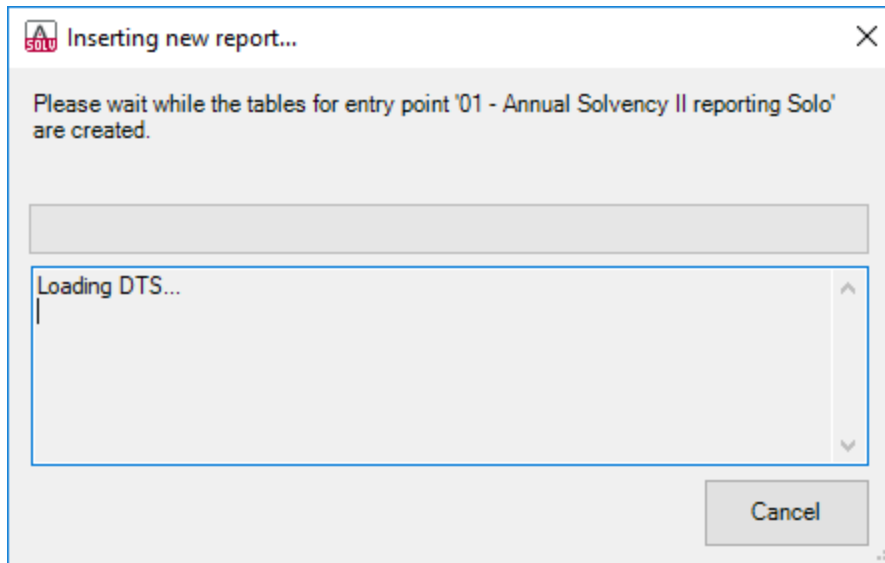 A
SOLV
Inserting new report...
Please wait while the tables for entry point '01 - Annual Solvency II reporting Solo'
are created.
Loading DTS...
Cancel